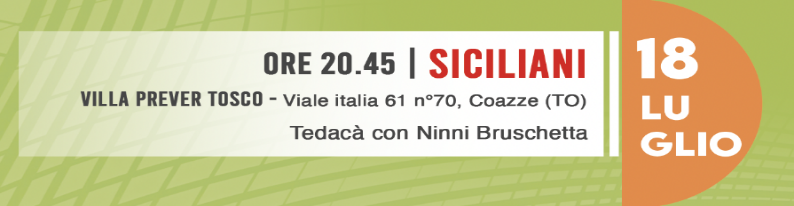 ORE 20.45 | SICILIANI
VILLA PREVER TOSCO - Viale italia 61 n°70, Coazze (TO)
Tedacà con Ninni Bruschetta
18
LU
GLIO